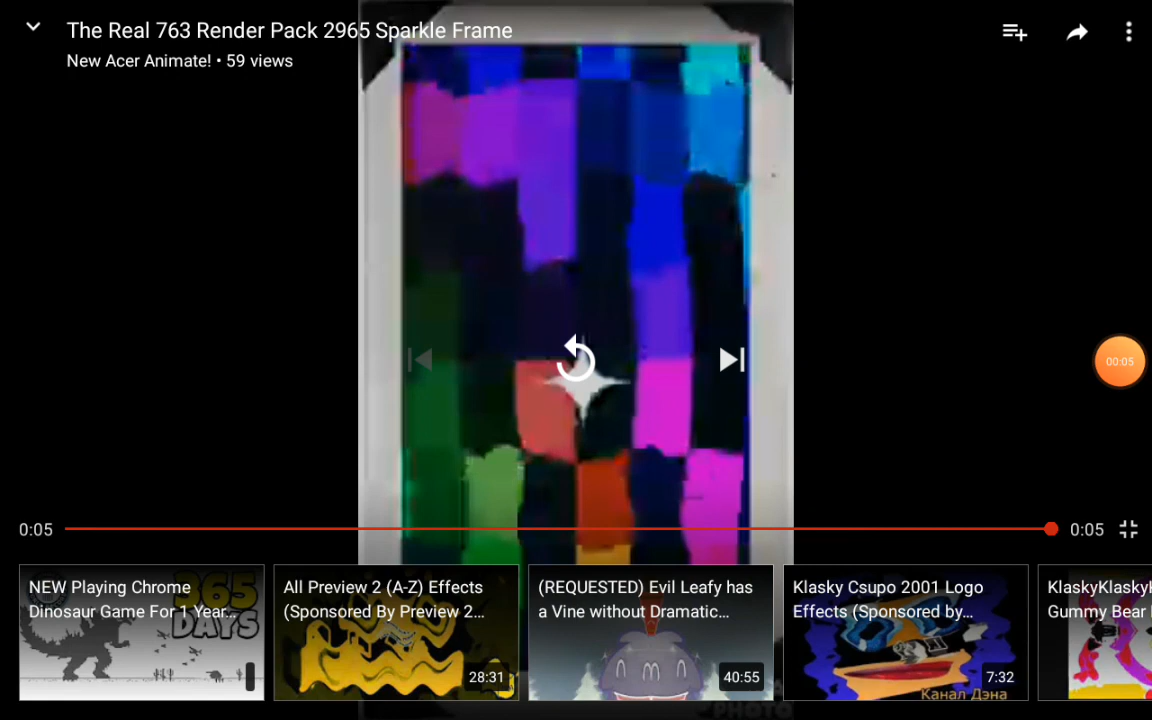 The Real 763 Render Pack 2965 Sparkle Frame
New Acer Animate! • 59 views
00:05
0:05
0:05
NEW Playing Chrome
Dinosaur Game For 1 Year...
365
DAYS
All Preview 2 (A-Z) Effects
(Sponsored By Preview 2...
28:31
(REQUESTED) Evil Leafy has
a Vine without Dramatic...
40:55
Klasky Csupo 2001 Logo
Effects (Sponsored by...
7:32
Канал Дэна
Gummy Bear
PHOTO